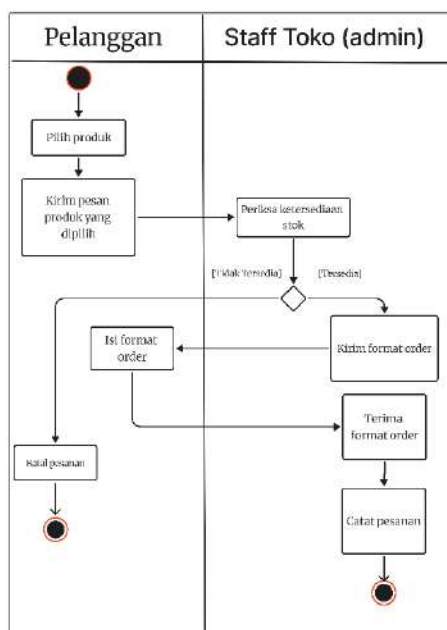 Pelanggan
Staff Toko (admin)
Pilih produk
Kirim pesan
produk yang
dipilih
Periksa ketersediaan
stok
[Tidak Tersedia]
[Tersedia]
Isi format
order
Kirim format order
Terima
format order
Batal pesanan
Catat pesanan